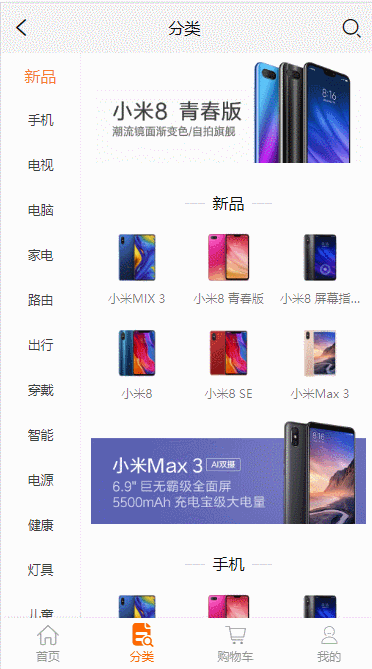 分类
新品
手机
电视
电脑
家电
路由
出行
穿戴
智能
电源
健康
灯具
儿童
小米8 青春版
潮流镜面渐变色/自拍旗舰
8:16
新品
小米MIX 3
小米8 青春版
小米8 屏幕指...
小米8
小米8 SE
小米Max 3
小米Max 3 AI双摄
6.9" 巨无霸级全面屏
5500mAh 充电宝级大电量
手机
首页
分类
购物车
我的